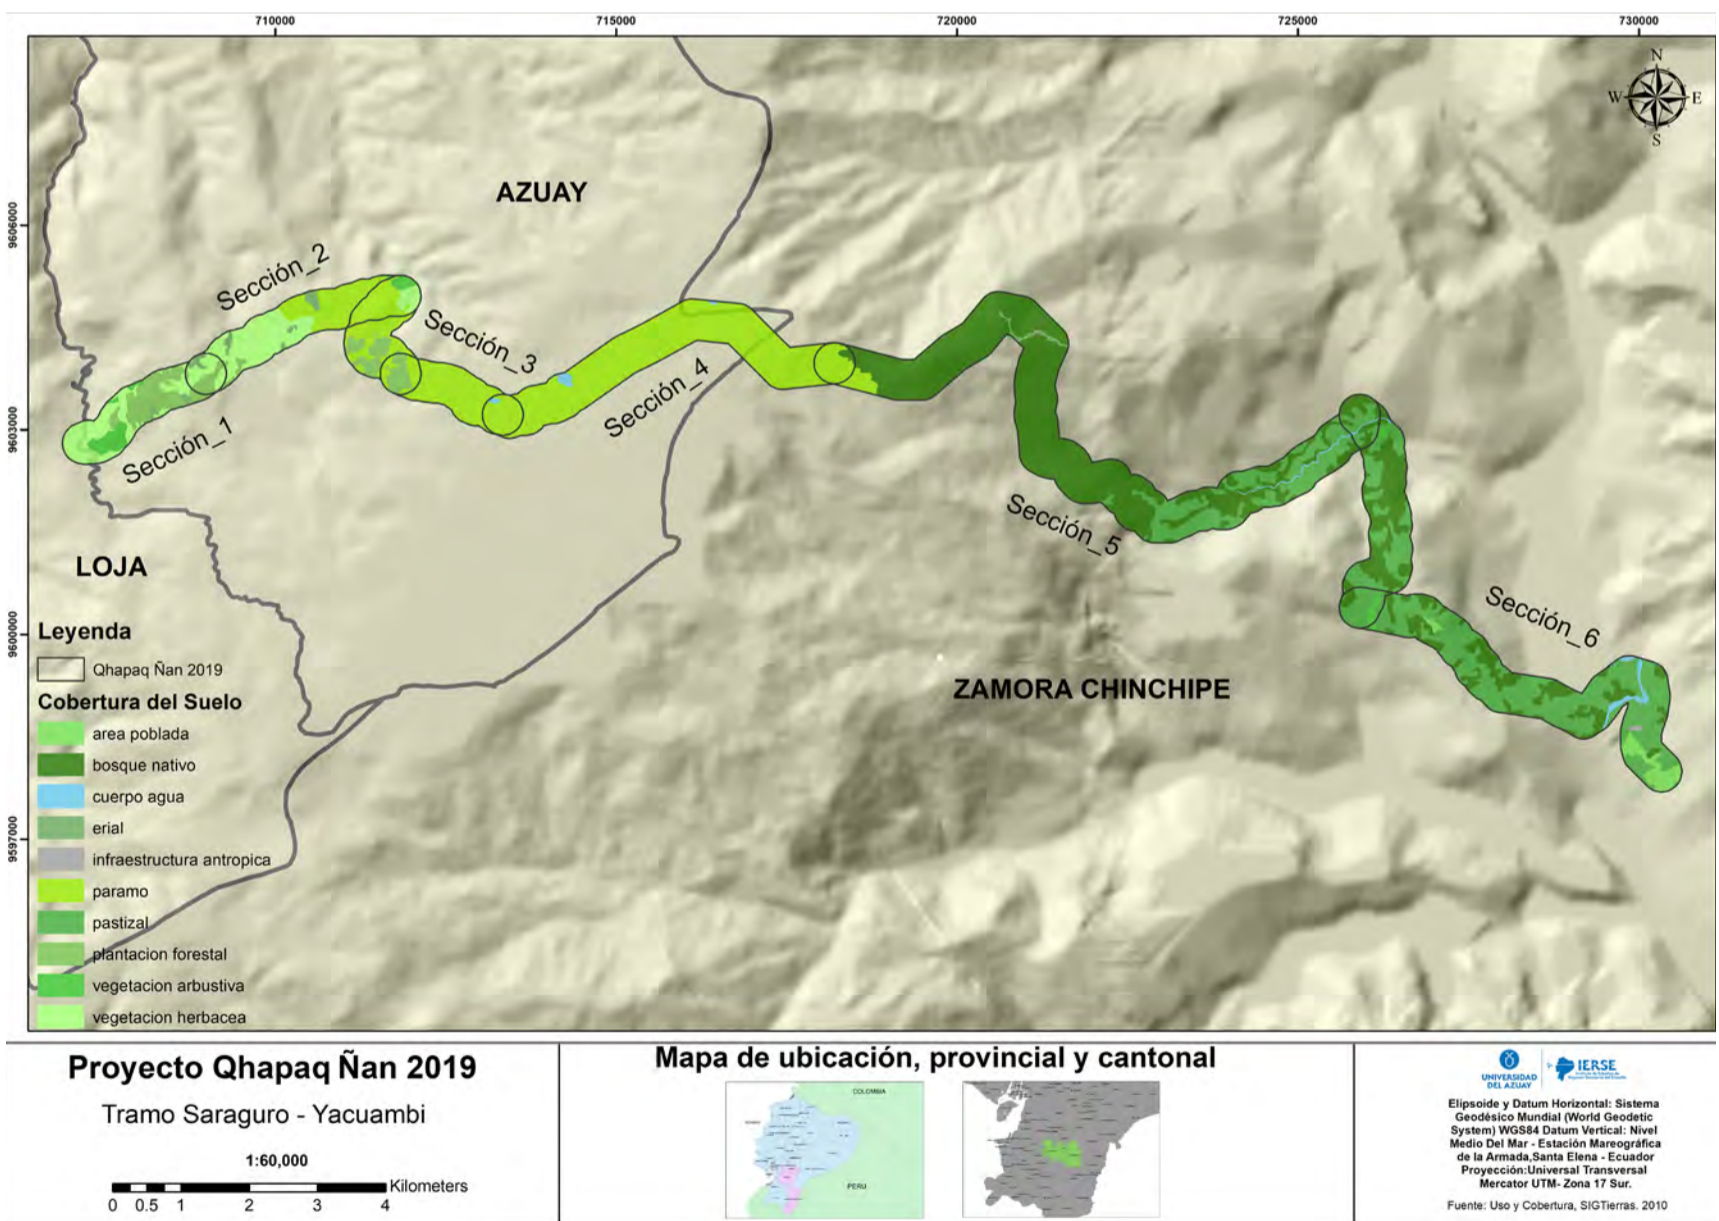 710000
715000
720000
725000
730000
9606000
9603000
9600000
9597000
N
W
E
S
AZUAY
Sección_2
Sección_3
Sección_4
Sección_1
Sección_5
Sección_6
LOJA
ZAMORA CHINCHIPE
Leyenda
Qhapaq Ñan 2019
Cobertura del Suelo
area poblada
bosque nativo
cuerpo agua
erial
infraestructura antropica
paramo
pastizal
plantacion forestal
vegetacion arbustiva
vegetacion herbacea
Proyecto Qhapaq Ñan 2019
Tramo Saraguro - Yacuambi
1:60,000
Kilometers
0 0.5 1 2 3 4
Mapa de ubicación, provincial y cantonal
COLOMBIA
PERU
UNIVERSIDAD
DEL AZUAY
IERSE
Elipsoide y Datum Horizontal: Sistema
Geodésico Mundial (World Geodetic
System) WGS84 Datum Vertical: Nivel
Medio Del Mar - Estación Mareográfica
de la Armada,Santa Elena - Ecuador
Proyección:Universal Transversal
Mercator UTM- Zona 17 Sur.
Fuente: Uso y Cobertura, SIGTierras. 2010